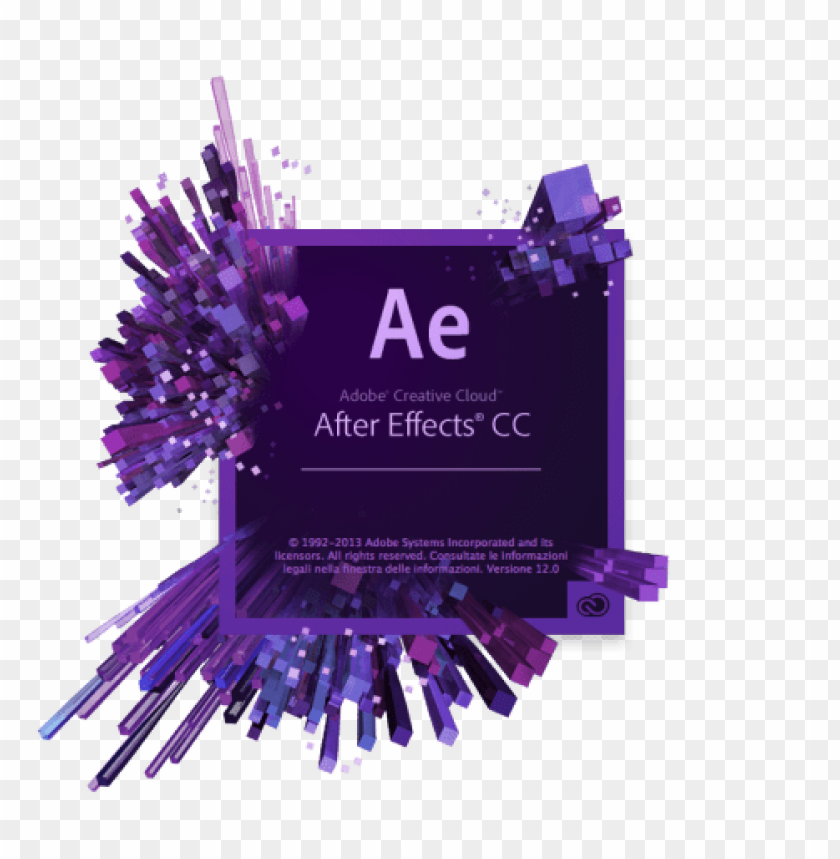 Ae
Adobe® Creative Cloud™
After Effects® CC
© 1992-2013 Adobe Systems Incorporated and its
licensors. All rights reserved. Consultate le informazioni
legali nella finestra delle informazioni. Versione 12.0